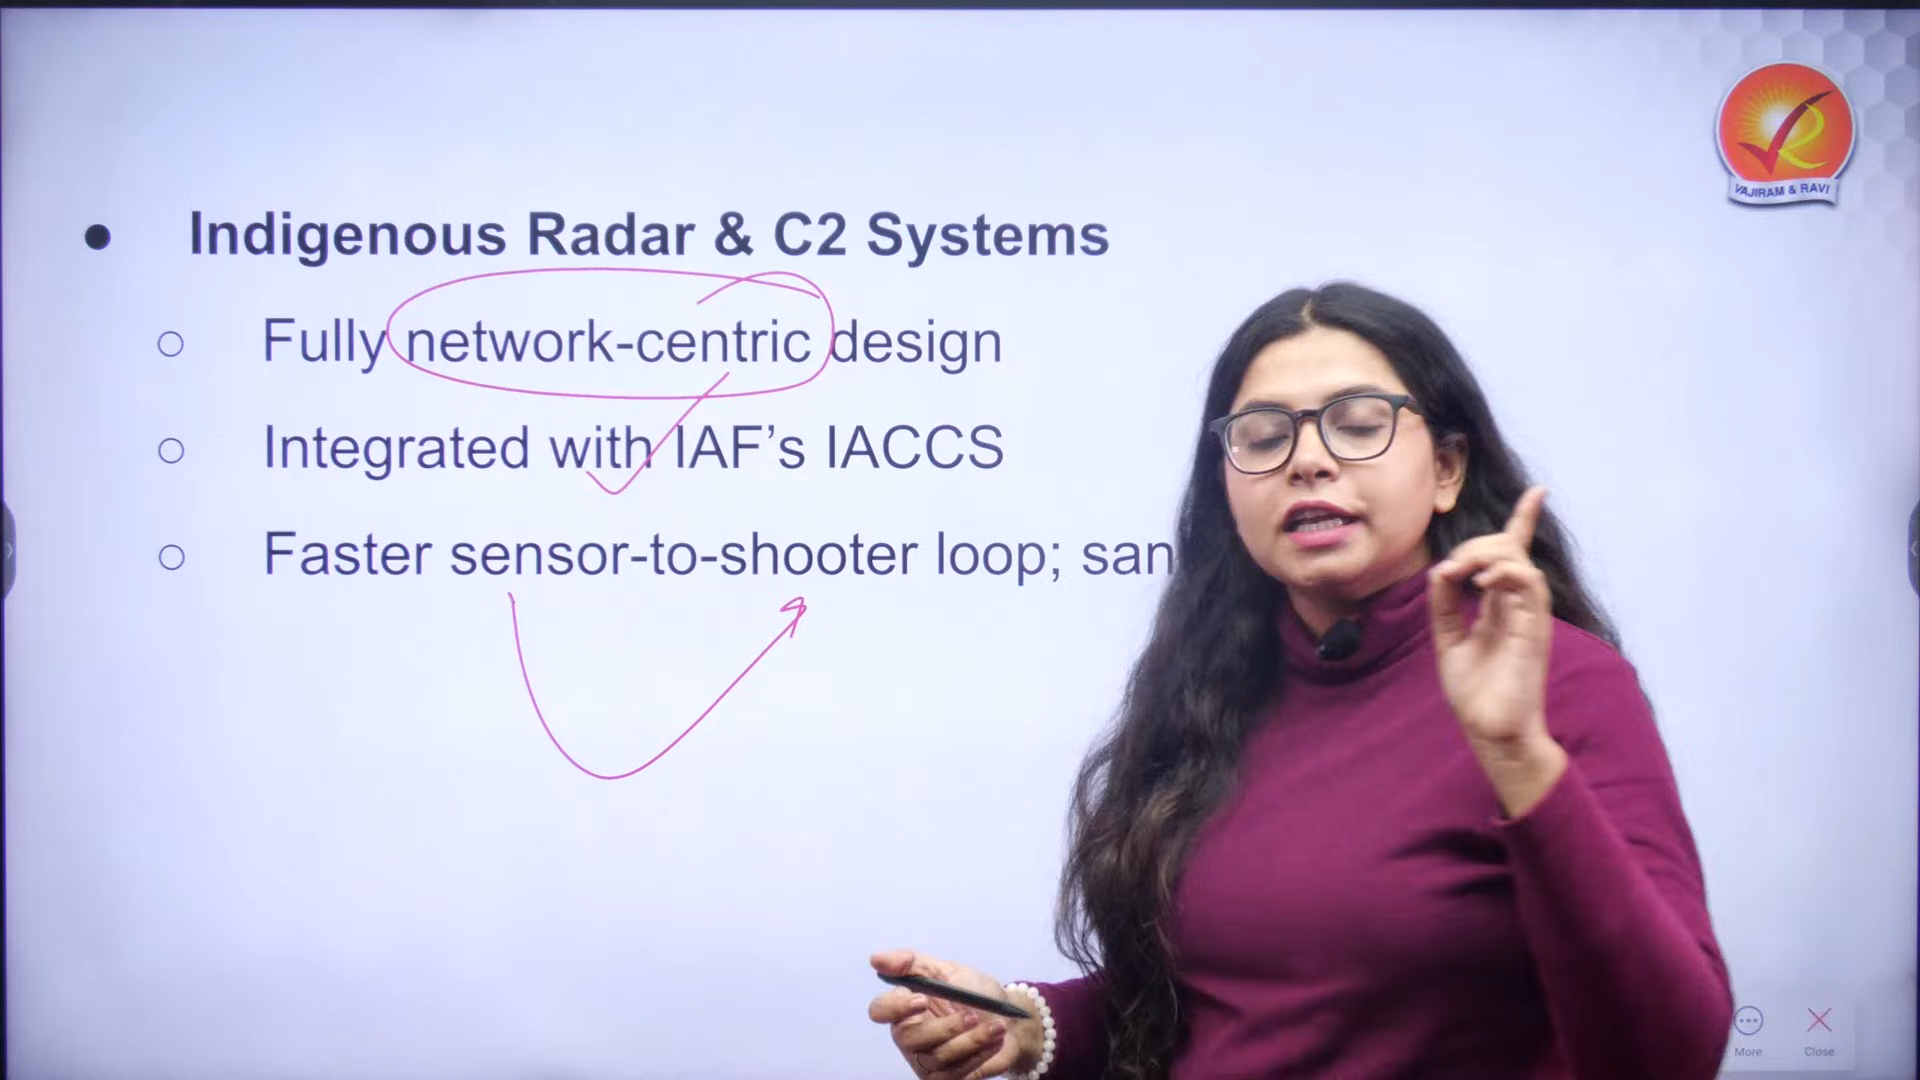 VAJIRAM & RAVI
Indigenous Radar & C2 Systems
Fully network-centric design
Integrated with IAF’s IACCS
Faster sensor-to-shooter loop; san
More
Close